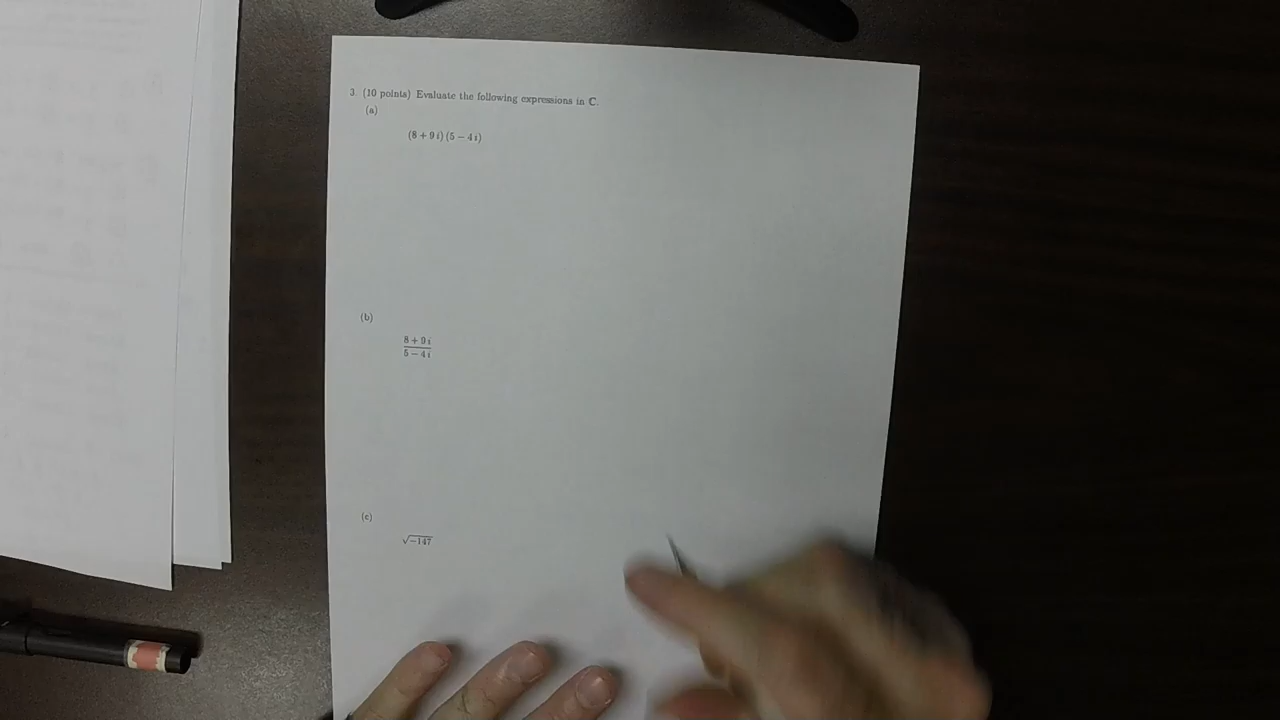 3. (10 points) Evaluate the following expressions in ℂ.
(a)
(8 + 9 i) (5 − 4 i)
(b)
8 + 9 i
5 − 4 i
(c)
√−147